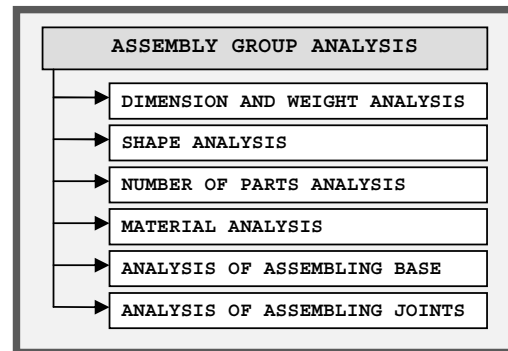 ASSEMBLY GROUP ANALYSIS
DIMENSION AND WEIGHT ANALYSIS
SHAPE ANALYSIS
NUMBER OF PARTS ANALYSIS
MATERIAL ANALYSIS
ANALYSIS OF ASSEMBLING BASE
ANALYSIS OF ASSEMBLING JOINTS